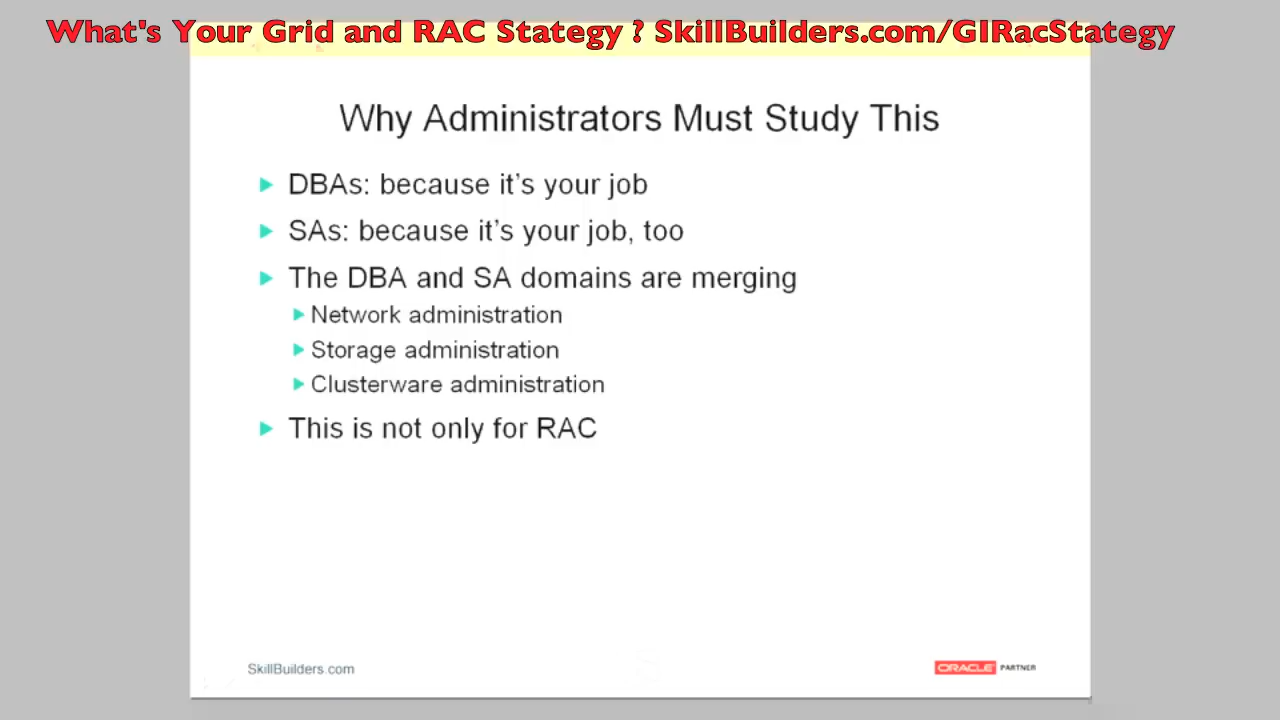 What's Your Grid and RAC Stategy ? SkillBuilders.com/GIRacStategy
Why Administrators Must Study This
DBAs: because it's your job
SAs: because it's your job, too
The DBA and SA domains are merging
Network administration
Storage administration
Clusterware administration
This is not only for RAC
SkillBuilders.com
ORACLE PARTNER